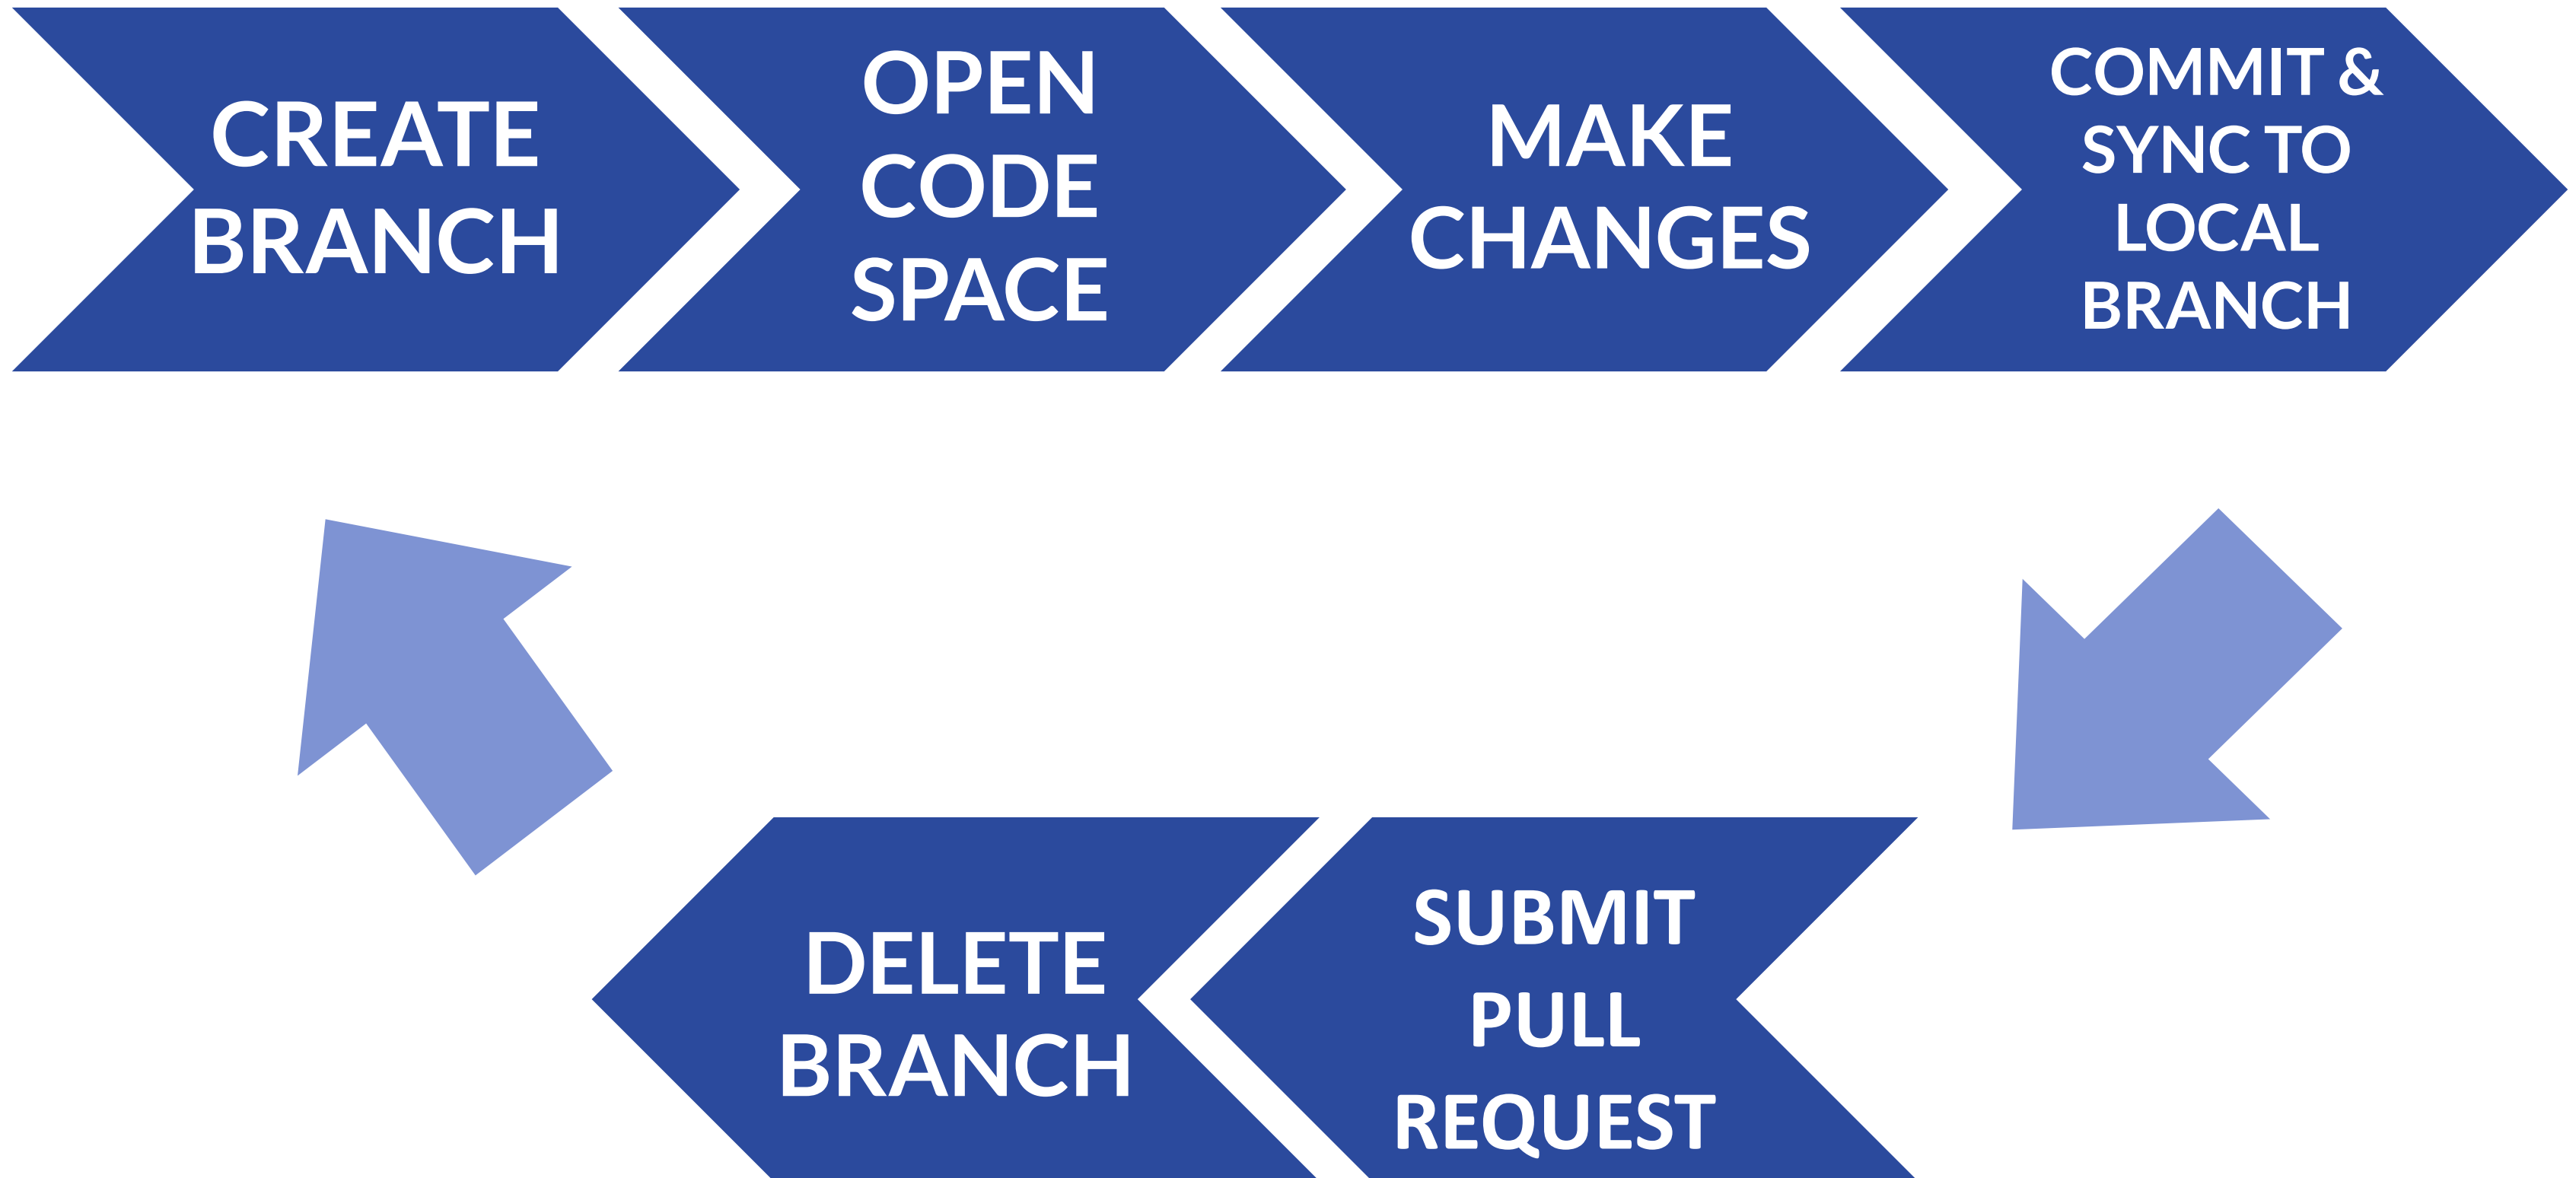 CREATE
BRANCH
OPEN
CODE
SPACE
MAKE
CHANGES
COMMIT &
SYNC TO
LOCAL
BRANCH
SUBMIT
PULL
REQUEST
DELETE
BRANCH